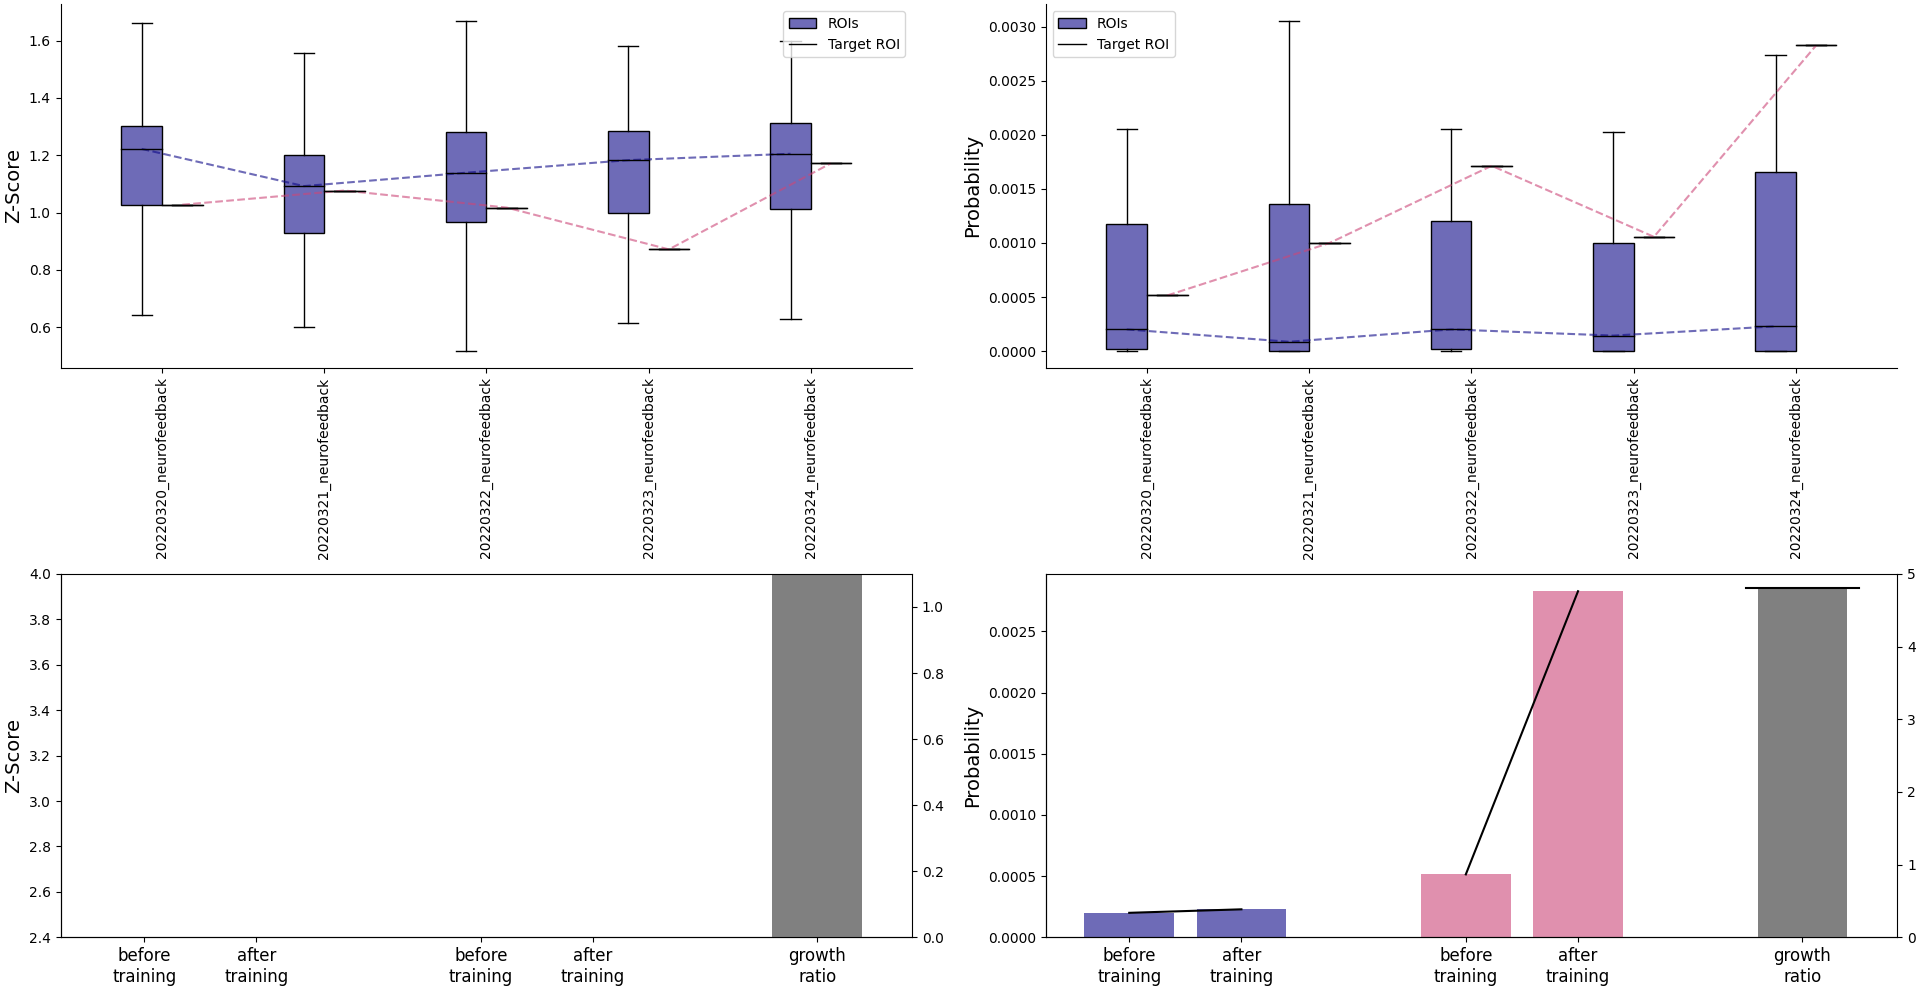 Z-Score
1.6
1.4
1.2
1.0
0.8
0.6
ROIs
Target ROI
20220320_neurofeedback
20220321_neurofeedback
20220322_neurofeedback
20220323_neurofeedback
20220324_neurofeedback
Probability
0.0030
0.0025
0.0020
0.0015
0.0010
0.0005
0.0000
ROIs
Target ROI
20220320_neurofeedback
20220321_neurofeedback
20220322_neurofeedback
20220323_neurofeedback
20220324_neurofeedback
Z-Score
4.0
3.8
3.6
3.4
3.2
3.0
2.8
2.6
2.4
1.0
0.8
0.6
0.4
0.2
0.0
before
training
after
training
before
training
after
training
growth
ratio
Probability
0.0025
0.0020
0.0015
0.0010
0.0005
0.0000
5
4
3
2
1
0
before
training
after
training
before
training
after
training
growth
ratio